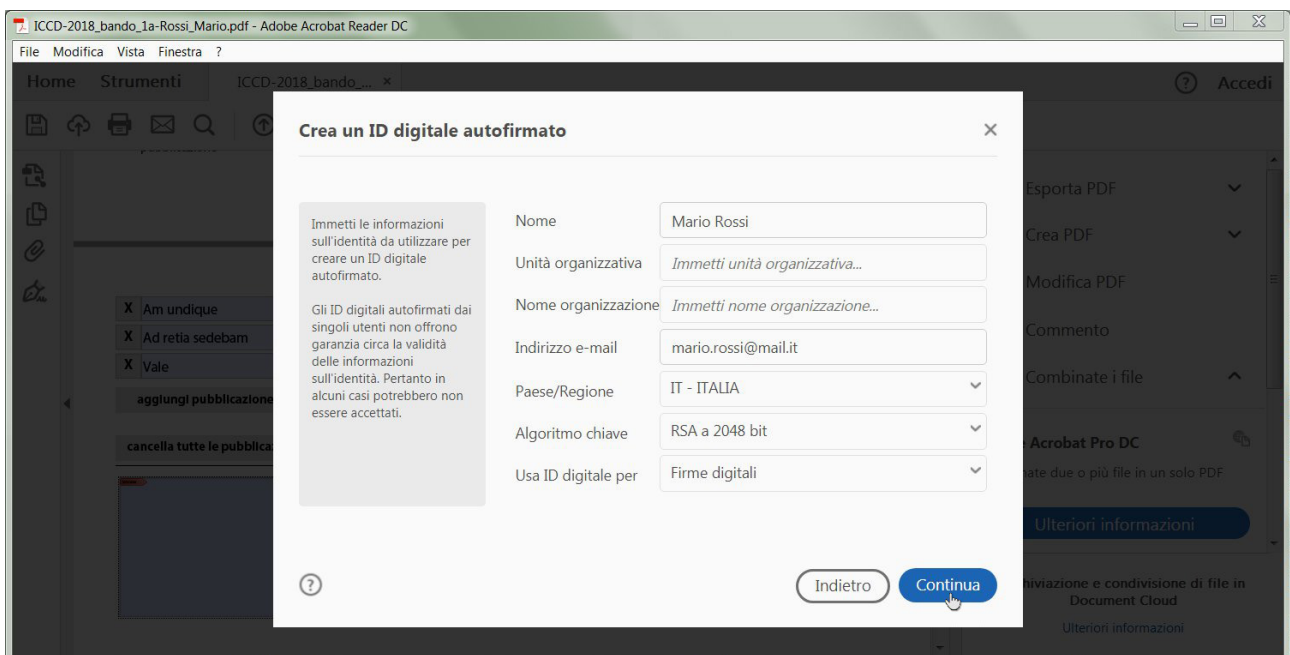 ICCD-2018_bando_1a-Rossi_Mario.pdf - Adobe Acrobat Reader DC
File Modifica Vista Finestra ?
Home Strumenti ICCD-2018_bando_... × ? Accedi
Crea un ID digitale autofirmato
Immetti le informazioni
sull'identità da utilizzare per
creare un ID digitale
autofirmato.
Gli ID digitali autofirmati dai
singoli utenti non offrono
garanzia circa la validità
delle informazioni
sull'identità. Pertanto in
alcuni casi potrebbero non
essere accettati.
Nome Mario Rossi
Unità organizzativa Immetti unità organizzativa...
Nome organizzazione Immetti nome organizzazione...
Indirizzo e-mail mario.rossi@mail.it
Paese/Regione IT - ITALIA
Algoritmo chiave RSA a 2048 bit
Usa ID digitale per Firme digitali
? Indietro Continua
X Am undique
X Ad retia sedebam
X Vale
aggiungi pubblicazione
cancella tutte le pubblica
Esporta PDF
Crea PDF
Modifica PDF
Commento
Combinate i file
Acrobat Pro DC
nate due o più file in un solo PDF
Ulteriori informazioni
hiviazione e condivisione di file in
Document Cloud
Ulteriori informazioni